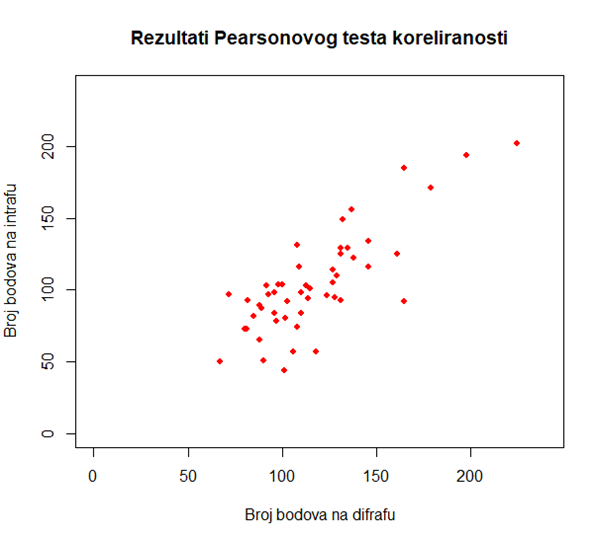 Rezultati Pearsonovog testa koreliranosti
Broj bodova na intrafu
200
150
100
50
0
0 50 100 150 200
Broj bodova na difrafu